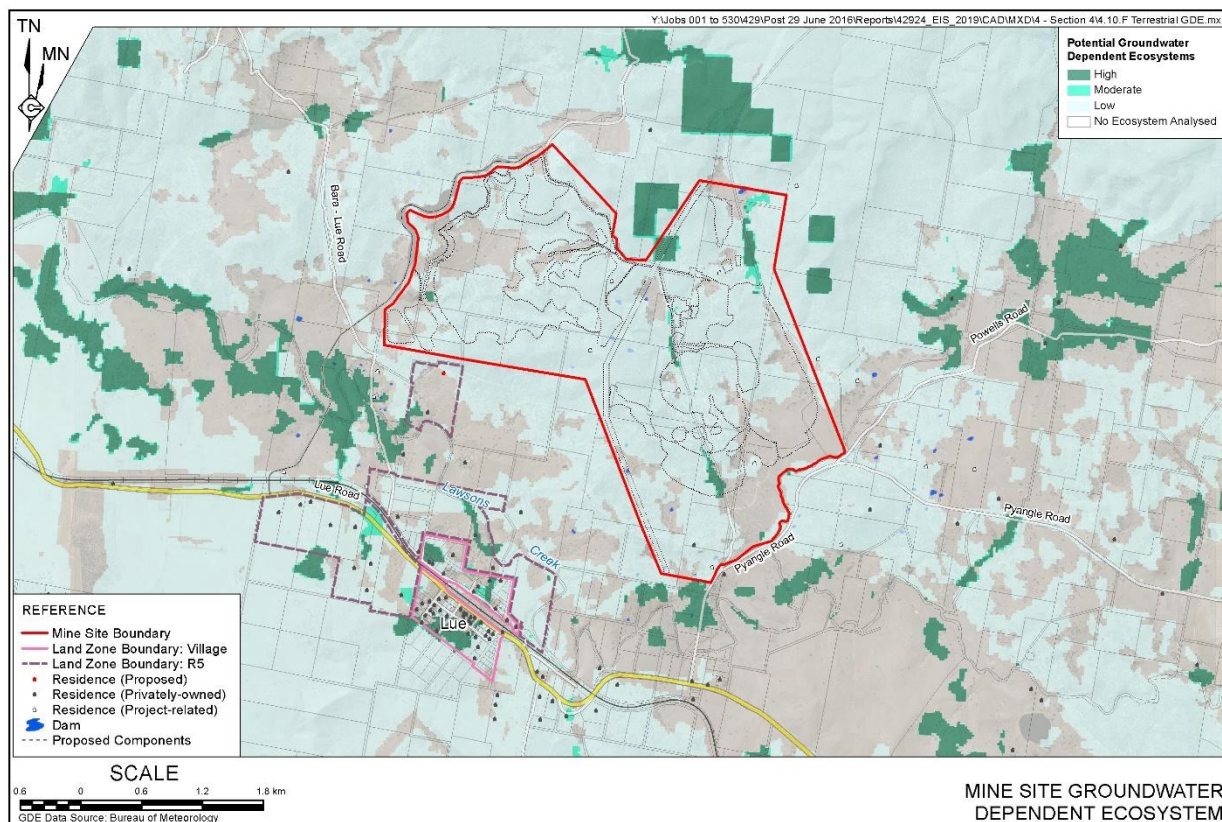 Y:\Jobs 001 to 530\429\Post 29 June 2016\Reports\42924_EIS_2019\CAD\MXD\4 - Section 4\4.10.F Terrestrial GDE.mx
TN
MN
Potential Groundwater
Dependent Ecosystems
High
Moderate
Low
No Ecosystem Analysed
Bara - Lue Road
Powells Road
Lue Road
Lawsons
Creek
Pyangle Road
Pyangle Road
Lue
REFERENCE
Mine Site Boundary
Land Zone Boundary: Village
Land Zone Boundary: R5
Residence (Proposed)
Residence (Privately-owned)
Residence (Project-related)
Dam
Proposed Components
SCALE
0.6 0 0.6 1.2 1.8 km
GDE Data Source: Bureau of Meteorology
MINE SITE GROUNDWATER
DEPENDENT ECOSYSTEM